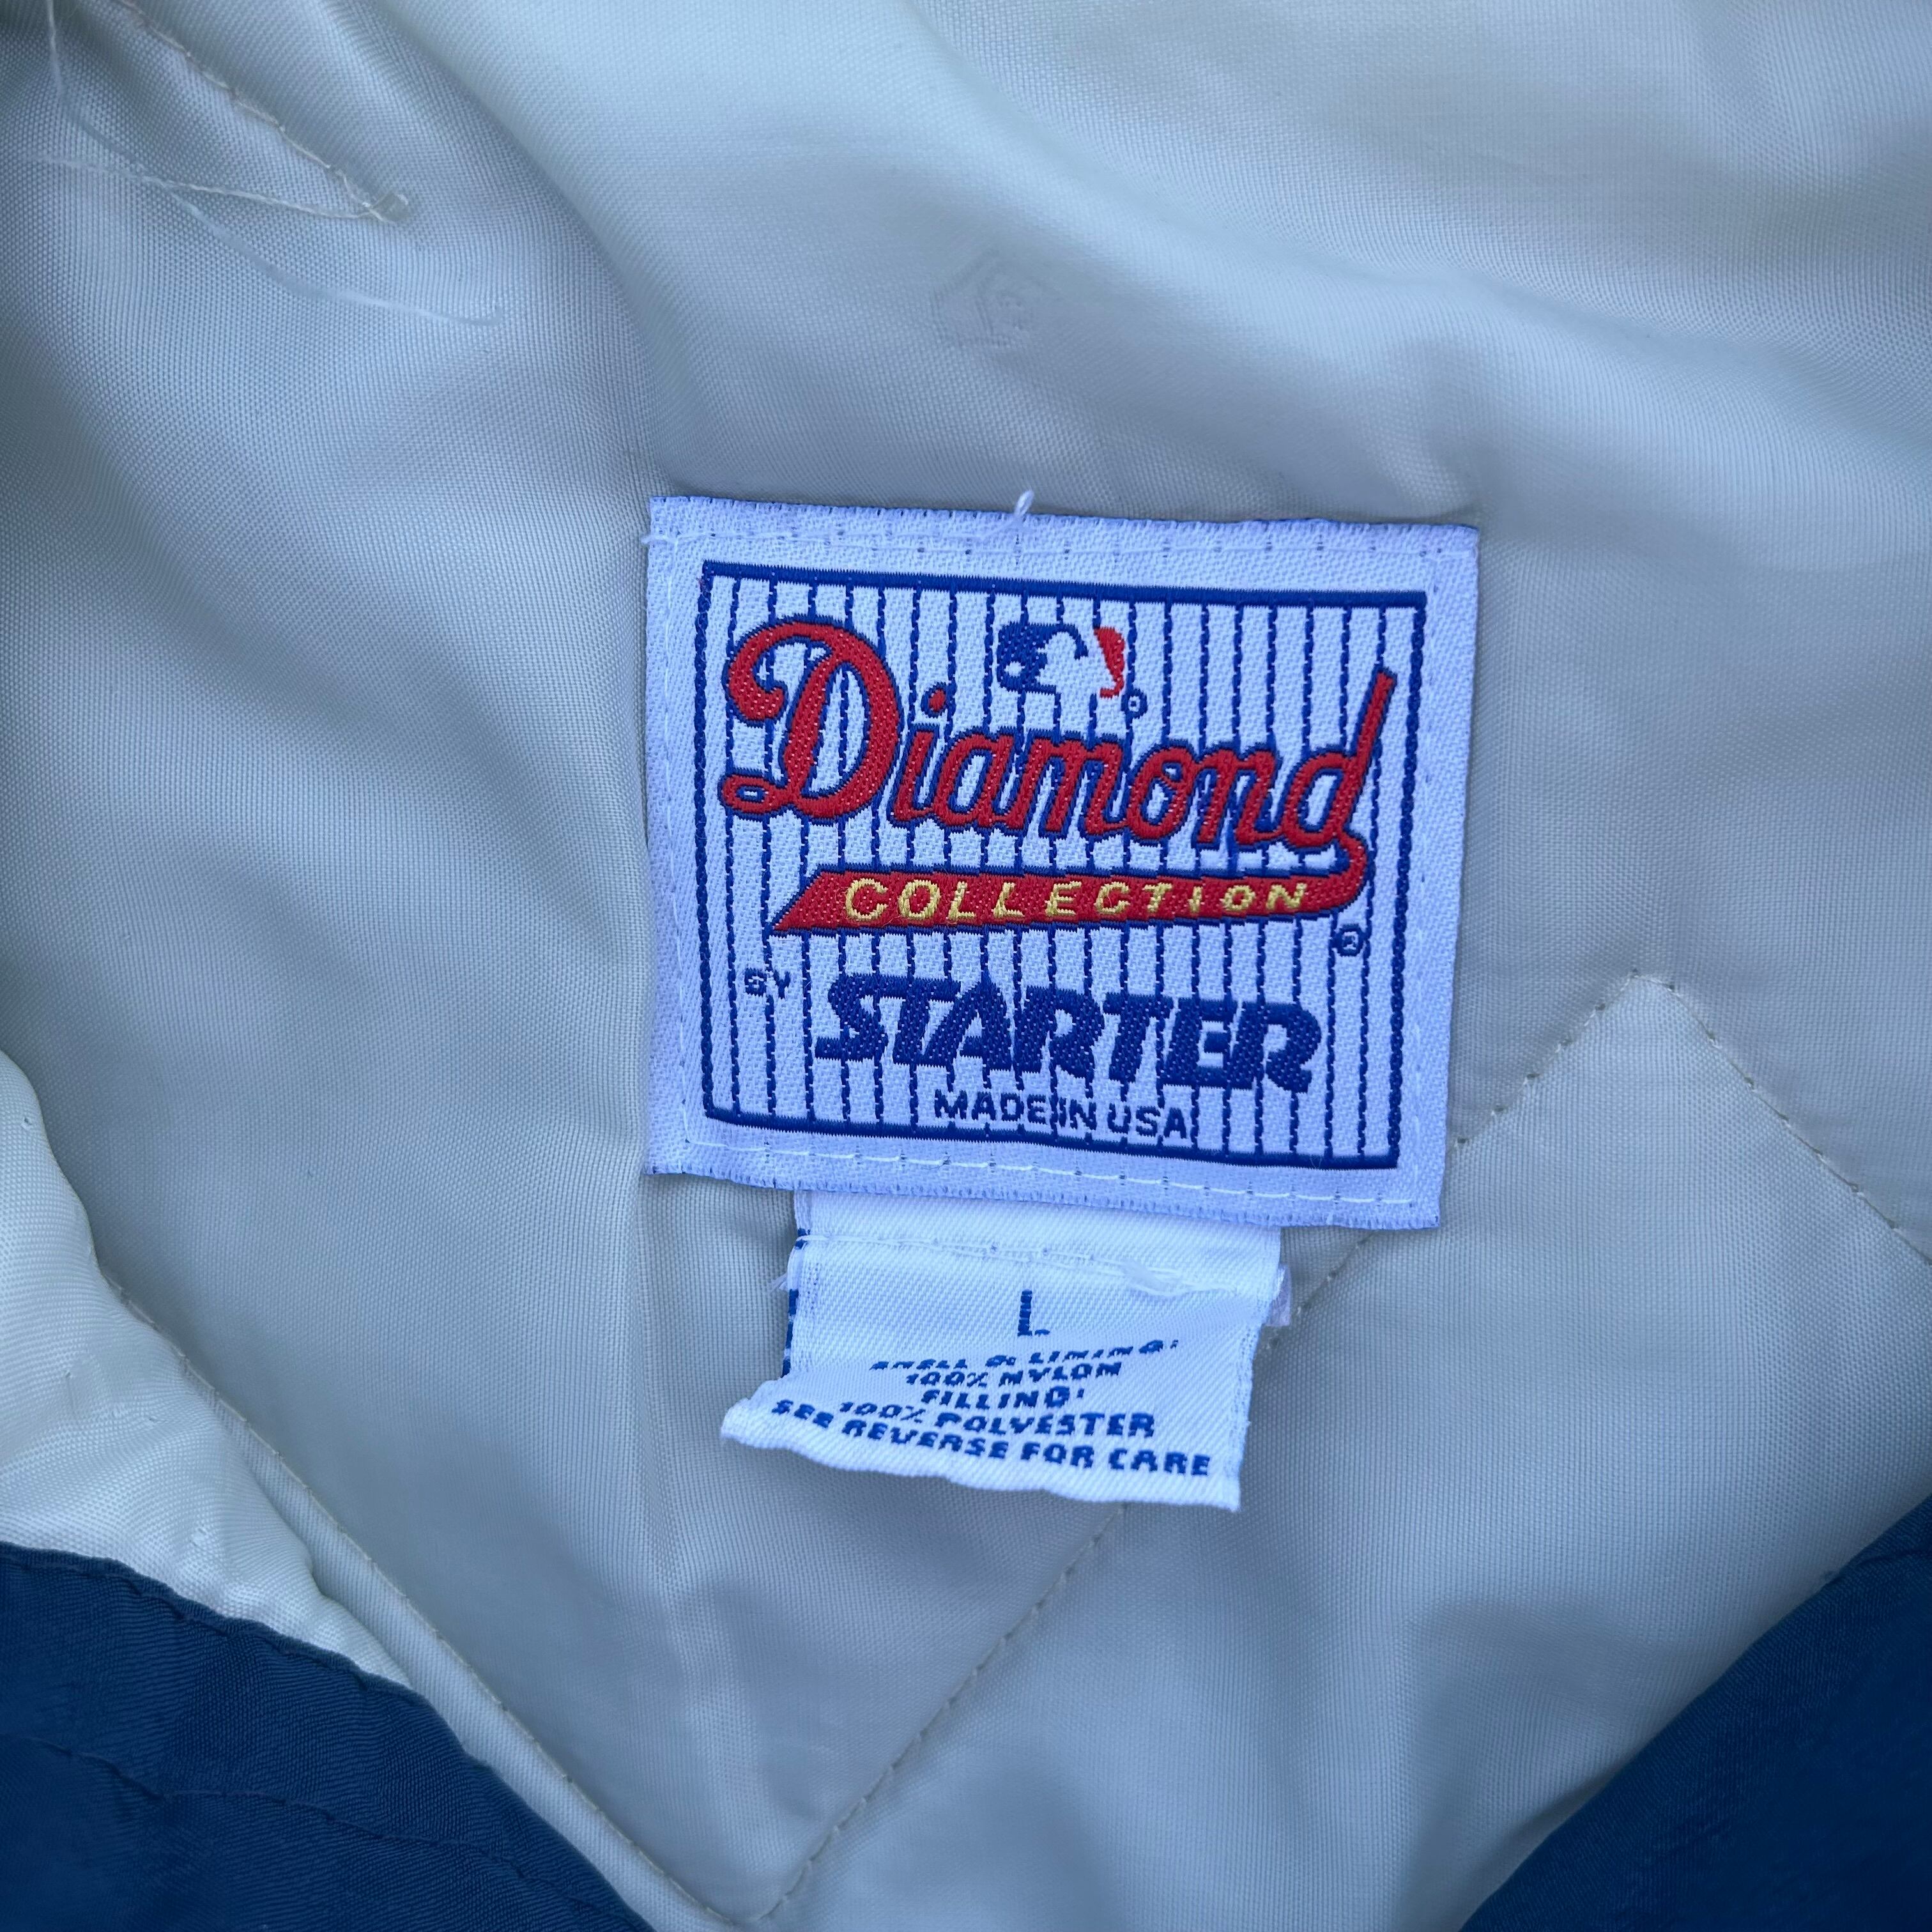 Diamond
COLLECTION
®
BY STARTER
MADE IN USA
L
SHELL & LINING:
100% NYLON
FILLING:
100% POLYESTER
SEE REVERSE FOR CARE